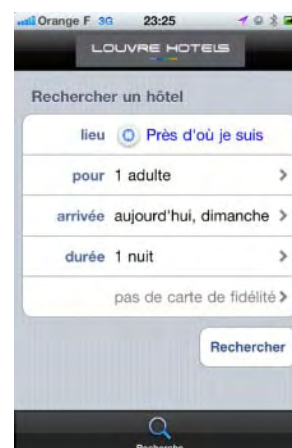 Orange F 3G 23:25
LOUVRE HOTELS
Rechercher un hôtel
lieu Près d'où je suis
pour 1 adulte
arrivée aujourd'hui, dimanche
durée 1 nuit
pas de carte de fidélité
Rechercher
Recherche